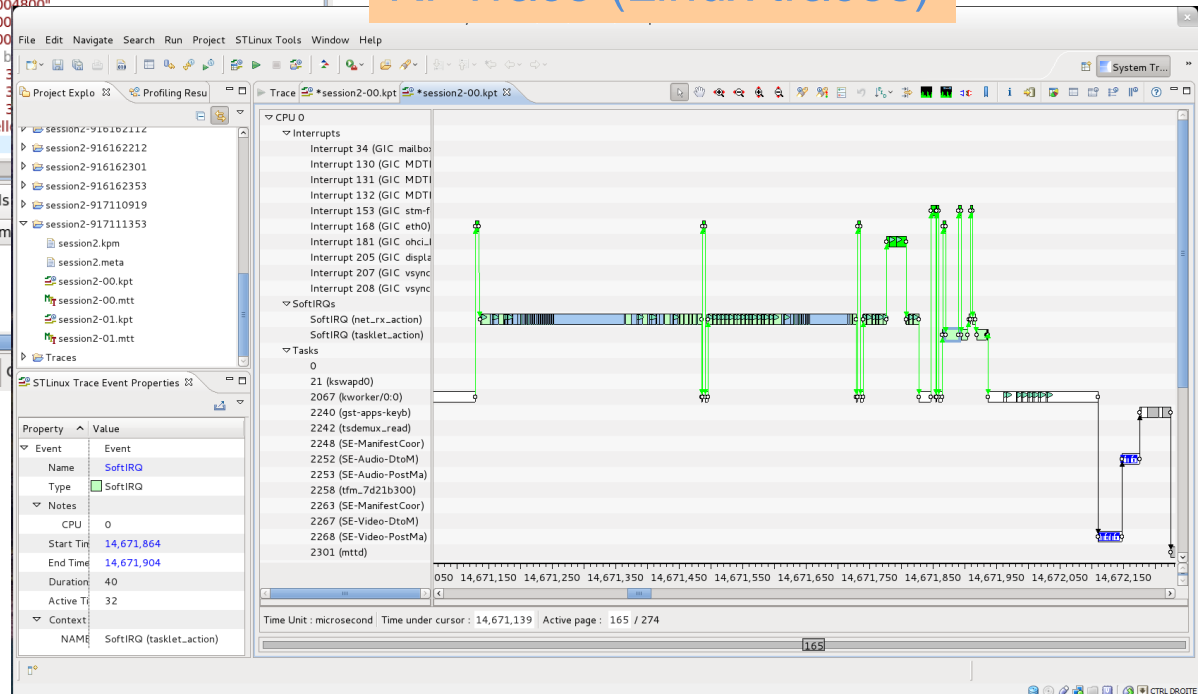 004800"
File Edit Navigate Search Run Project STLinux Tools Window Help
System Tr...
Project Explo
Profiling Resu
Trace
*session2-00.kpt
*session2-00.kpt
session2-916162112
session2-916162212
session2-916162301
session2-916162353
session2-917110919
session2-917111353
session2.kpm
session2.meta
session2-00.kpt
session2-00.mtt
session2-01.kpt
session2-01.mtt
Traces
STLinux Trace Event Properties
Property Value
Event Event
Name SoftIRQ
Type SoftIRQ
Notes
CPU 0
Start Tin 14,671,864
End Time 14,671,904
Duration 40
Active Ti 32
Context
NAME SoftIRQ (tasklet_action)
CPU 0
Interrupts
Interrupt 34 (GIC mailbo
Interrupt 130 (GIC MDTI
Interrupt 131 (GIC MDTI
Interrupt 132 (GIC MDTI
Interrupt 153 (GIC stm-f
Interrupt 168 (GIC eth0)
Interrupt 181 (GIC ohci_
Interrupt 205 (GIC displa
Interrupt 207 (GIC vsync
Interrupt 208 (GIC vsync
SoftIRQs
SoftIRQ (net_rx_action)
SoftIRQ (tasklet_action)
Tasks
0
21 (kswapd0)
2067 (kworker/0:0)
2240 (gst-apps-keyb)
2242 (tsdemux_read)
2248 (SE-ManifestCoor)
2252 (SE-Audio-DtoM)
2253 (SE-Audio-PostMa)
2258 (tfm_7d21b300)
2263 (SE-ManifestCoor)
2267 (SE-Video-DtoM)
2268 (SE-Video-PostMa)
2301 (mttd)
050 14,671,150 14,671,250 14,671,350 14,671,450 14,671,550 14,671,650 14,671,750 14,671,850 14,671,950 14,672,050 14,672,150
Time Unit : microsecond Time under cursor : 14,671,139 Active page : 165 / 274
165
CTRL DROITE